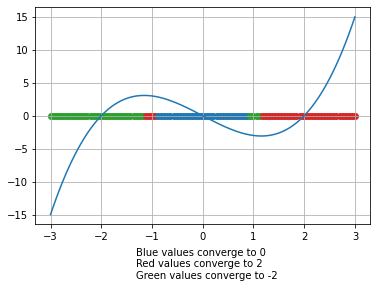 15
10
5
0
−5
−10
−15
−3 −2 −1 0 1 2 3
Blue values converge to 0
Red values converge to 2
Green values converge to -2